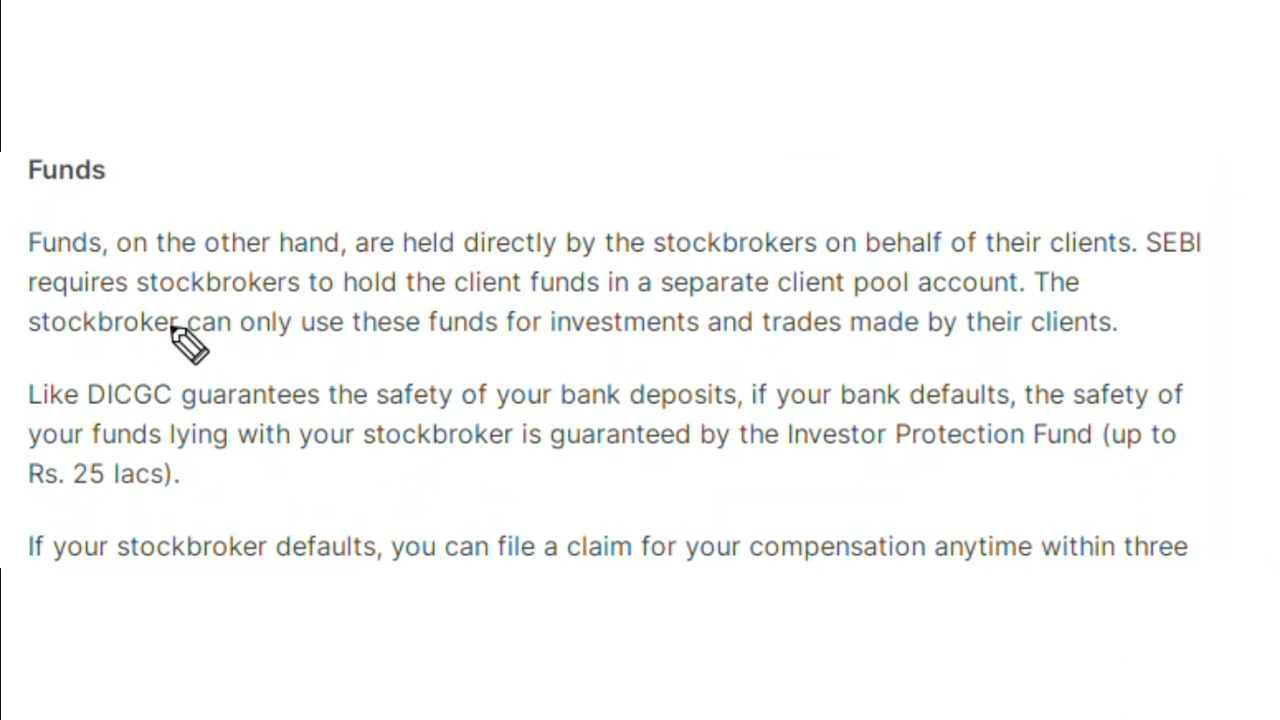 Funds
Funds, on the other hand, are held directly by the stockbrokers on behalf of their clients. SEBI
requires stockbrokers to hold the client funds in a separate client pool account. The
stockbroker can only use these funds for investments and trades made by their clients.
Like DICGC guarantees the safety of your bank deposits, if your bank defaults, the safety of
your funds lying with your stockbroker is guaranteed by the Investor Protection Fund (up to
Rs. 25 lacs).
If your stockbroker defaults, you can file a claim for your compensation anytime within three